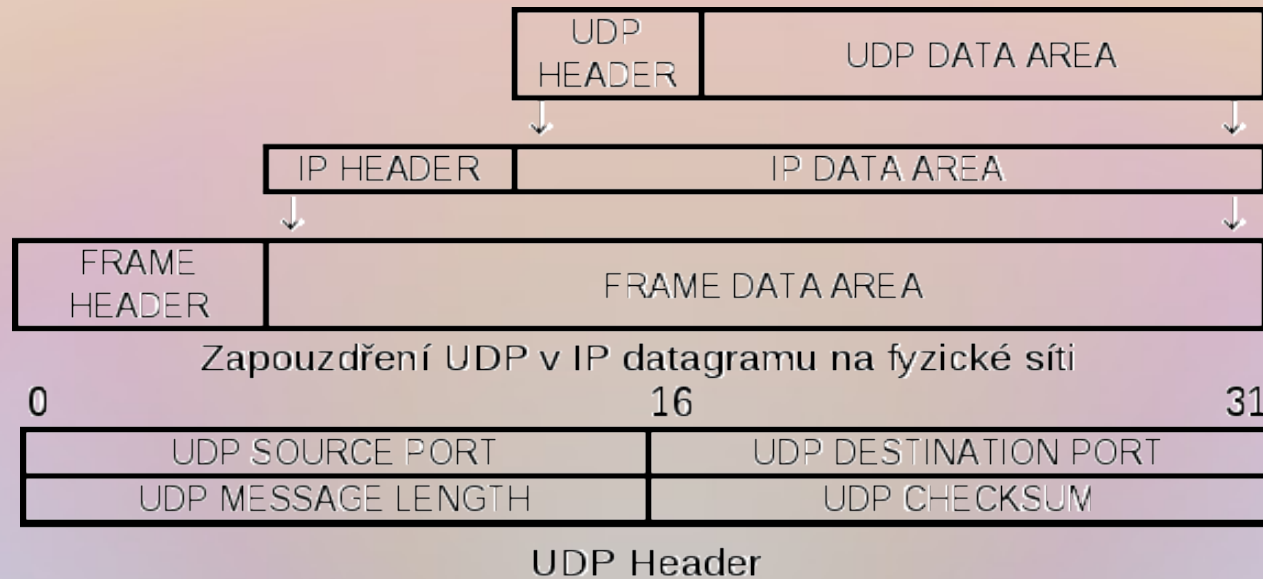 UDP
HEADER
UDP DATA AREA
IP HEADER
IP DATA AREA
FRAME
HEADER
FRAME DATA AREA
Zapouzdření UDP v IP datagramu na fyzické síti
0 16 31
UDP SOURCE PORT
UDP DESTINATION PORT
UDP MESSAGE LENGTH
UDP CHECKSUM
UDP Header